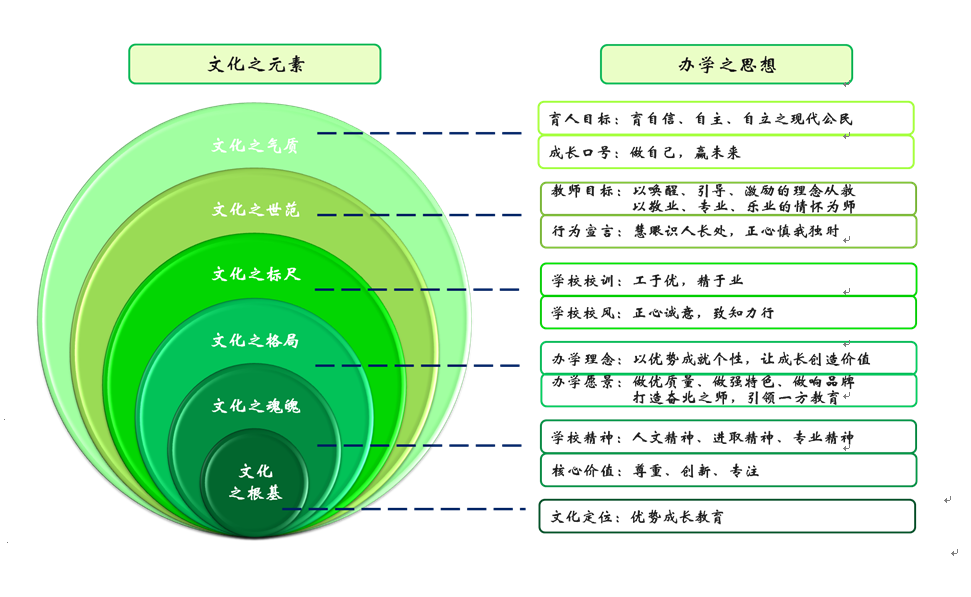 文化之元素
办学之思想
文化之气质
育人目标：育自信、自主、自立之现代公民
成长口号：做自己，赢未来
文化之世范
教师目标：以唤醒、引导、激励的理念从教
以敬业、专业、乐业的情怀为师
行为宣言：慧眼识人长处，正心慎我独时
文化之标尺
学校校训：工于优，精于业
学校校风：正心诚意，致知力行
文化之格局
办学理念：以优势成就个性，让成长创造价值
办学愿景：做优质量、做强特色、做响品牌
打造奋北之师，引领一方教育
文化之魂魄
学校精神：人文精神、进取精神、专业精神
核心价值：尊重、创新、专注
文化
之根基
文化定位：优势成长教育